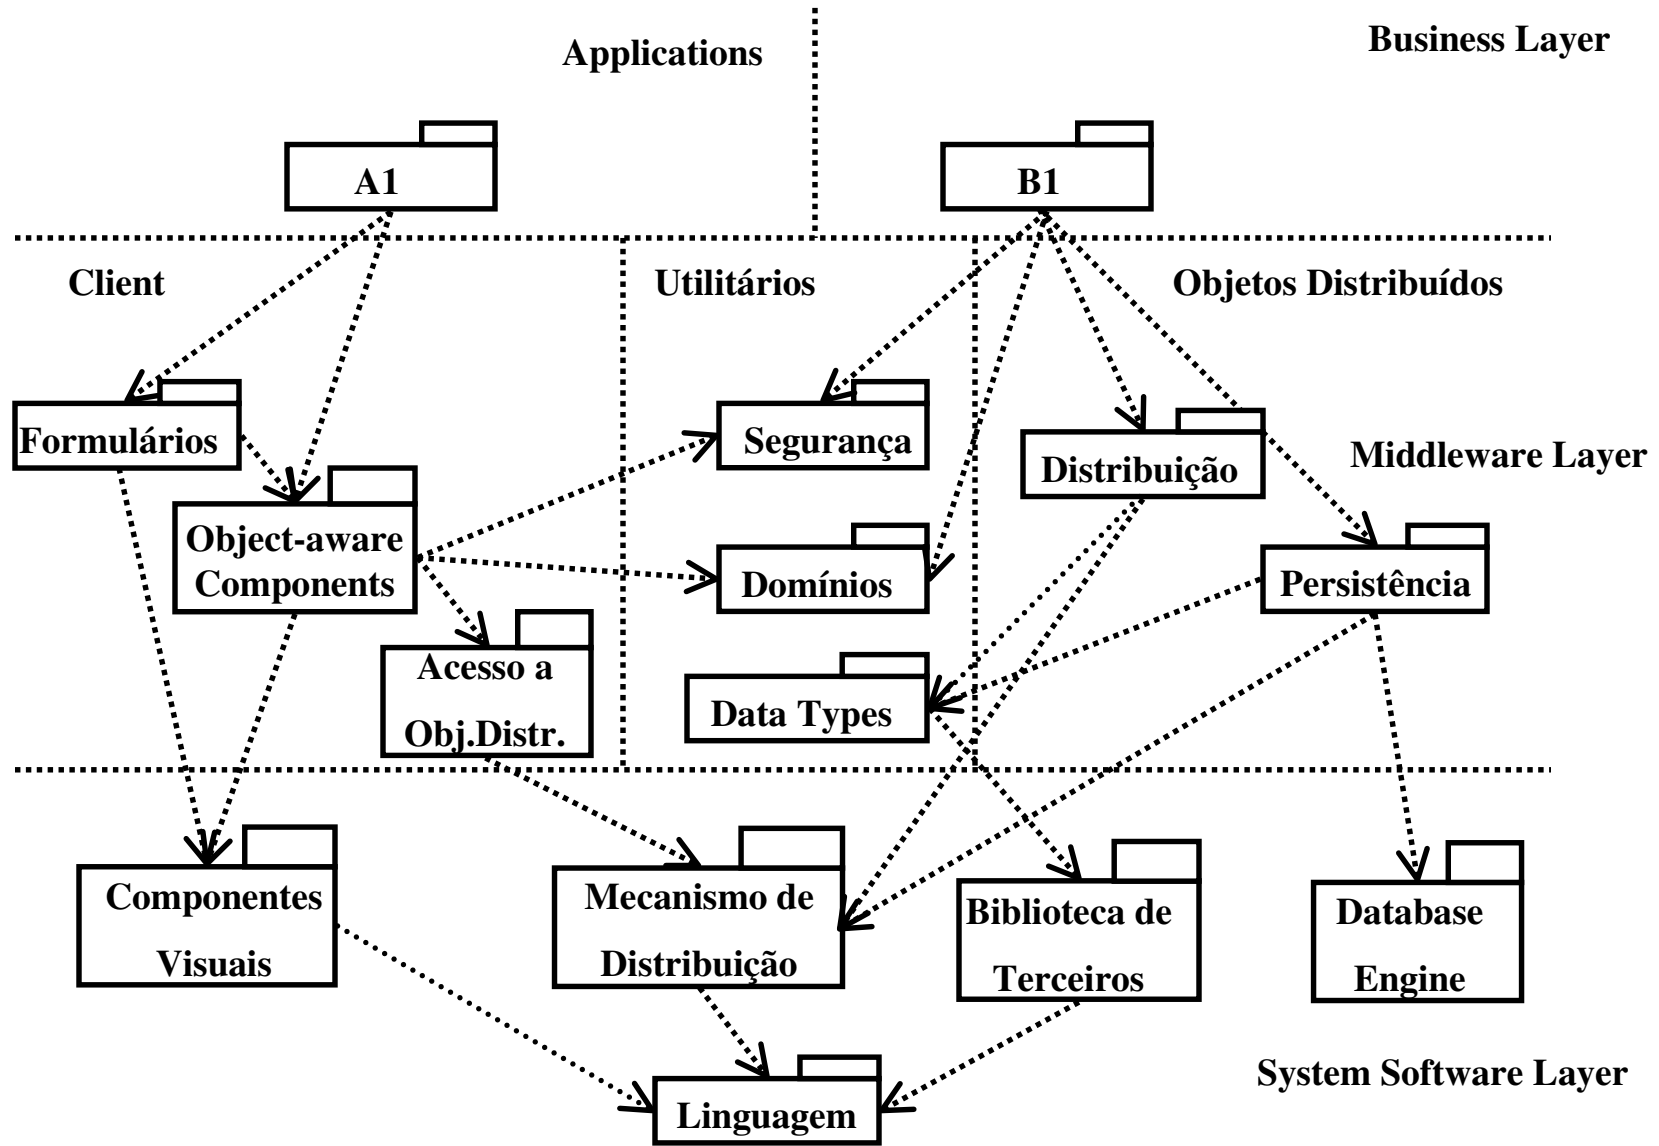 Applications
Business Layer
A1
B1
Client
Utilitários
Objetos Distribuídos
Formulários
Segurança
Distribuição
Middleware Layer
Object-aware
Components
Domínios
Persistência
Acesso a
Obj.Distr.
Data Types
Componentes
Visuais
Mecanismo de
Distribuição
Biblioteca de
Terceiros
Database
Engine
System Software Layer
Linguagem